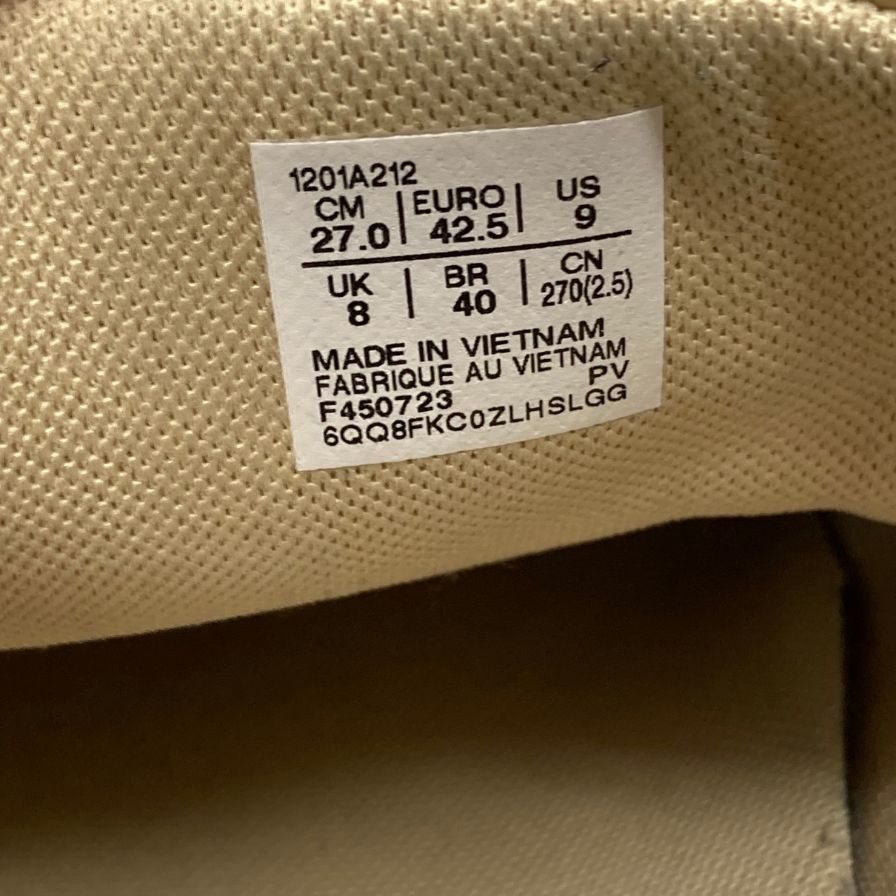 1201A212
CM | EURO | US
27.0 | 42.5 | 9
UK | BR | CN
8 | 40 | 270(2.5)
MADE IN VIETNAM
FABRIQUE AU VIETNAM
F450723 PV
6QQ8FKC0ZLHSLGG